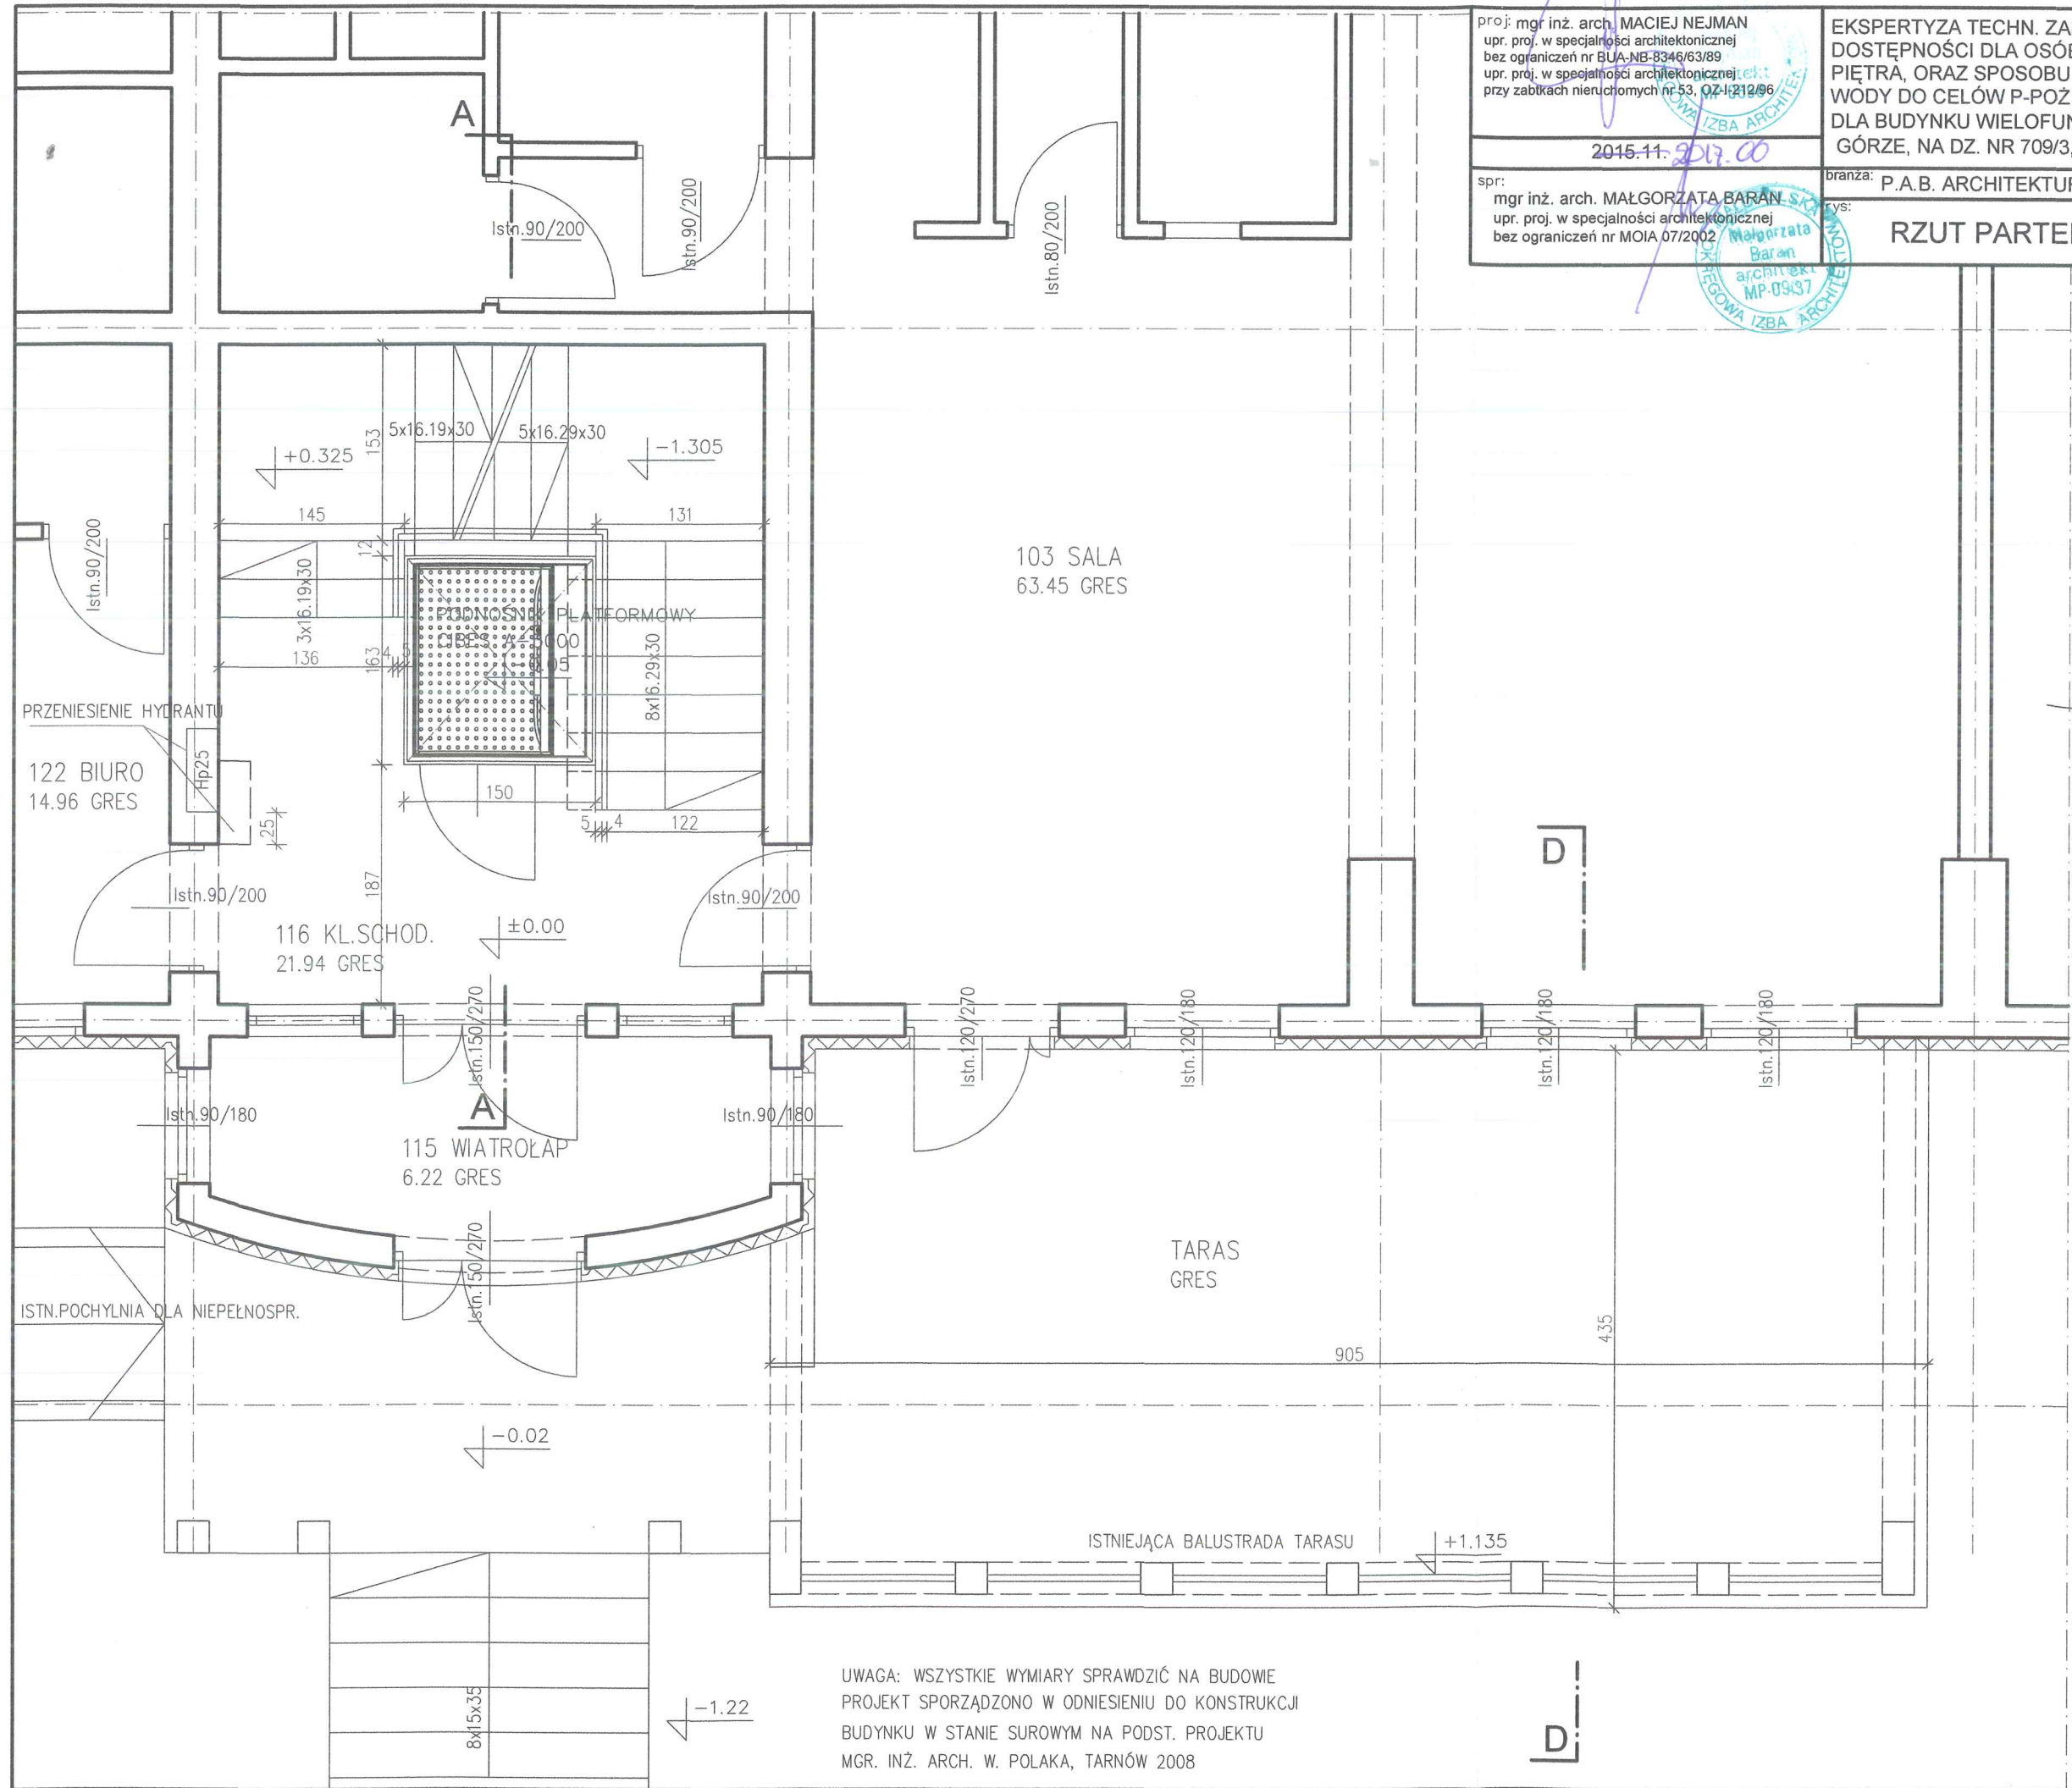 proj: mgr inż. arch. MACIEJ NEJMAN
upr. proj. w specjalności architektonicznej
bez ograniczeń nr BUA-NB-8346/63/89
upr. proj. w specjalności architektonicznej
przy zabtkach nieruchomych nr 53, OZ-I-212/96
architekt
IZBA ARCHITEK
2015.11.
spr:
mgr inż. arch. MAŁGORZATA BARAN
upr. proj. w specjalności architektonicznej
bez ograniczeń nr MOIA 07/2002
Małgorzata
Baran
architekt
OKRĘGOWA IZBA ARCHITEKTÓW
EKSPERTYZA TECHN. ZA
DOSTĘPNOŚCI DLA OSÓB
PIĘTRA, ORAZ SPOSOBU
WODY DO CELÓW P-POŻ
DLA BUDYNKU WIELOFUN
GÓRZE, NA DZ. NR 709/3,
branża: P.A.B. ARCHITEKTUR
rys:
RZUT PARTER
A
Istn.90/200
Istn.90/200
Istn.80/200
5x16.19x30
5x16.29x30
153
+0.325
-1.305
145
131
12
Istn.90/200
3x16.19x30
103 SALA
63.45 GRES
PODNOŚNIK PLATFORMOWY
136
163
4
5
8x16.29x30
PRZENIESIENIE HYDRANTU
Hp25
122 BIURO
14.96 GRES
150
25
5
4
122
D
187
Istn.90/200
Istn.90/200
±0.00
116 KL.SCHOD.
21.94 GRES
Istn.150/270
Istn.120/270
Istn.120/180
Istn.120/180
Istn.120/180
A
Istn.90/180
Istn.90/180
115 WIATROŁAP
6.22 GRES
Istn.150/270
TARAS
GRES
ISTN.POCHYLNIA DLA NIEPEŁNOSPR.
435
905
-0.02
ISTNIEJĄCA BALUSTRADA TARASU
+1.135
8x15x35
-1.22
UWAGA: WSZYSTKIE WYMIARY SPRAWDZIĆ NA BUDOWIE
PROJEKT SPORZĄDZONO W ODNIESIENIU DO KONSTRUKCJI
BUDYNKU W STANIE SUROWYM NA PODST. PROJEKTU
MGR. INŻ. ARCH. W. POLAKA, TARNÓW 2008
D